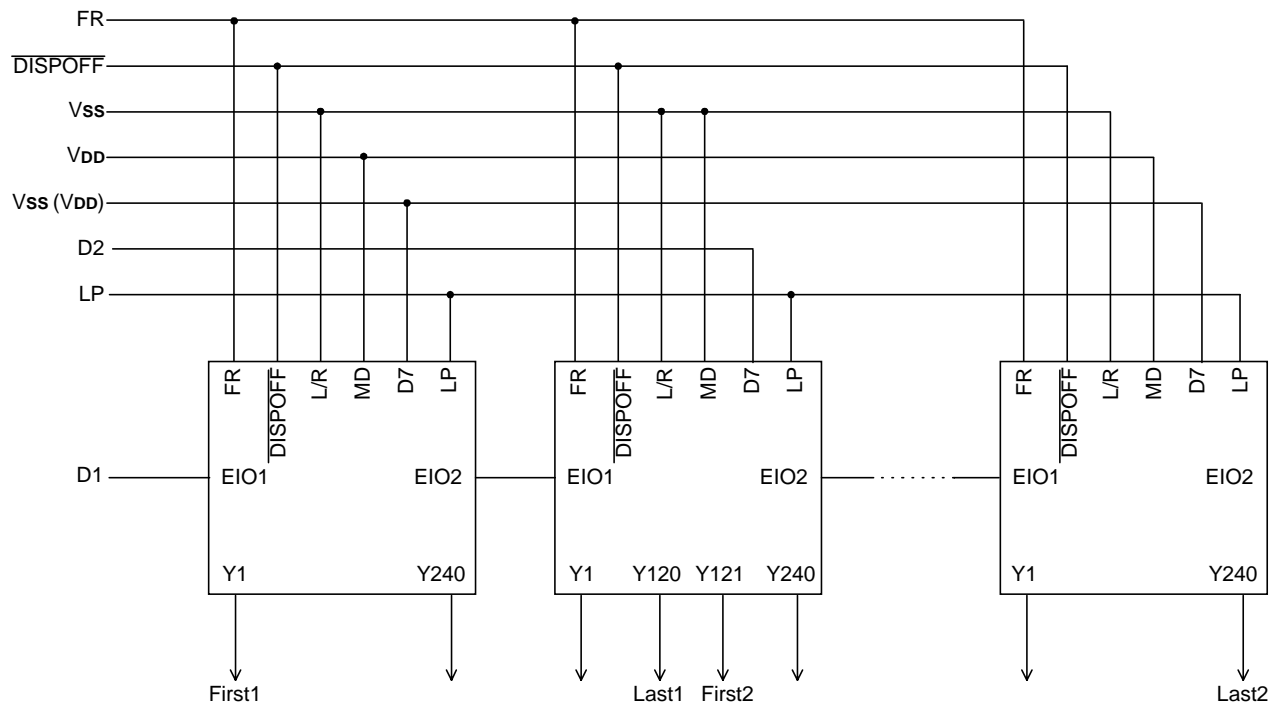 FR
DISPOFF
VSS
VDD
VSS (VDD)
D2
LP
FR
DISPOFF
L/R
MD
D7
LP
FR
DISPOFF
L/R
MD
D7
LP
FR
DISPOFF
L/R
MD
D7
LP
D1
EIO1
EIO2
EIO1
EIO2
EIO1
EIO2
Y1
Y240
Y1
Y120
Y121
Y240
Y1
Y240
First1
Last1
First2
Last2